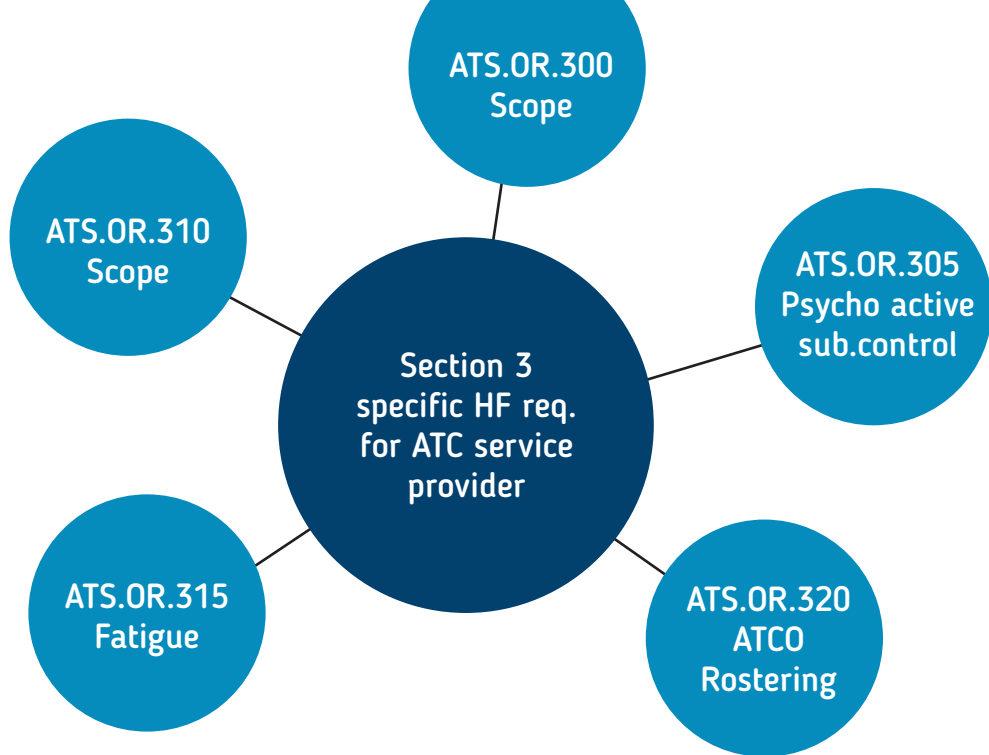 ATS.OR.300
Scope
ATS.OR.310
Scope
ATS.OR.305
Psycho active
sub.control
Section 3
specific HF req.
for ATC service
provider
ATS.OR.315
Fatigue
ATS.OR.320
ATCO
Rostering